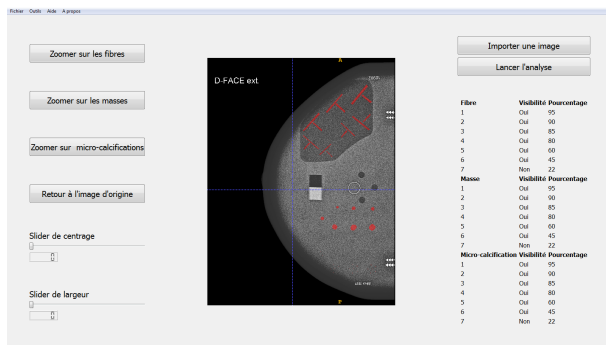 Fichier Outils Aide A propos
Zoomer sur les fibres
Zoomer sur les masses
Zoomer sur micro-calcifications
Retour à l'image d'origine
Slider de centrage
0
Slider de largeur
0
D-FACE ext.
Importer une image
Lancer l'analyse
Fibre Visibilité Pourcentage
1 Oui 95
2 Oui 90
3 Oui 85
4 Oui 80
5 Oui 60
6 Oui 45
7 Non 22
Masse Visibilité Pourcentage
1 Oui 95
2 Oui 90
3 Oui 85
4 Oui 80
5 Oui 60
6 Oui 45
7 Non 22
Micro-calcification Visibilité Pourcentage
1 Oui 95
2 Oui 90
3 Oui 85
4 Oui 80
5 Oui 60
6 Oui 45
7 Non 22